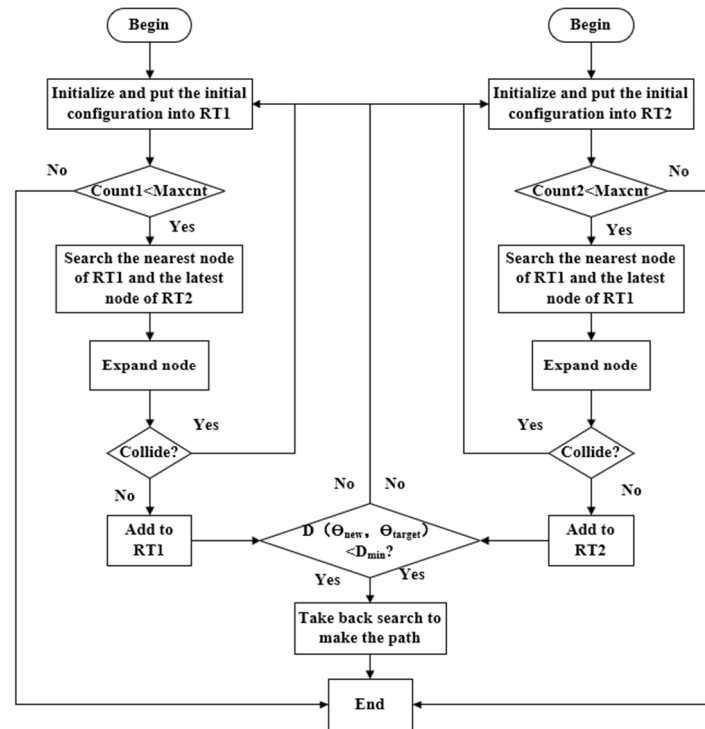 Begin
Begin
Initialize and put the initial
configuration into RT1
Initialize and put the initial
configuration into RT2
No
Count1<Maxcnt
Yes
Count2<Maxcnt
No
Yes
Search the nearest node
of RT1 and the latest
node of RT2
Search the nearest node
of RT1 and the latest
node of RT1
Expand node
Expand node
Collide?
Yes
Yes
Collide?
No
No
No
No
Add to
RT1
D（Θnew，Θtarget）
<Dmin?
Add to
RT2
Yes
Yes
Take back search to
make the path
End